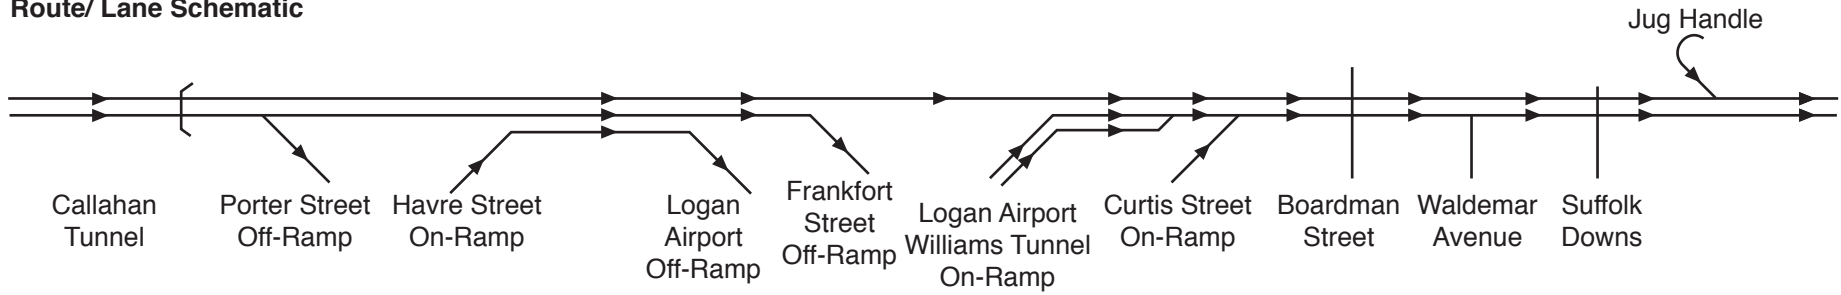 Route/ Lane Schematic
Jug Handle
Callahan
Tunnel
Porter Street
Off-Ramp
Havre Street
On-Ramp
Logan
Airport
Off-Ramp
Frankfort
Street
Off-Ramp
Logan Airport
Williams Tunnel
On-Ramp
Curtis Street
On-Ramp
Boardman
Street
Waldemar
Avenue
Suffolk
Downs